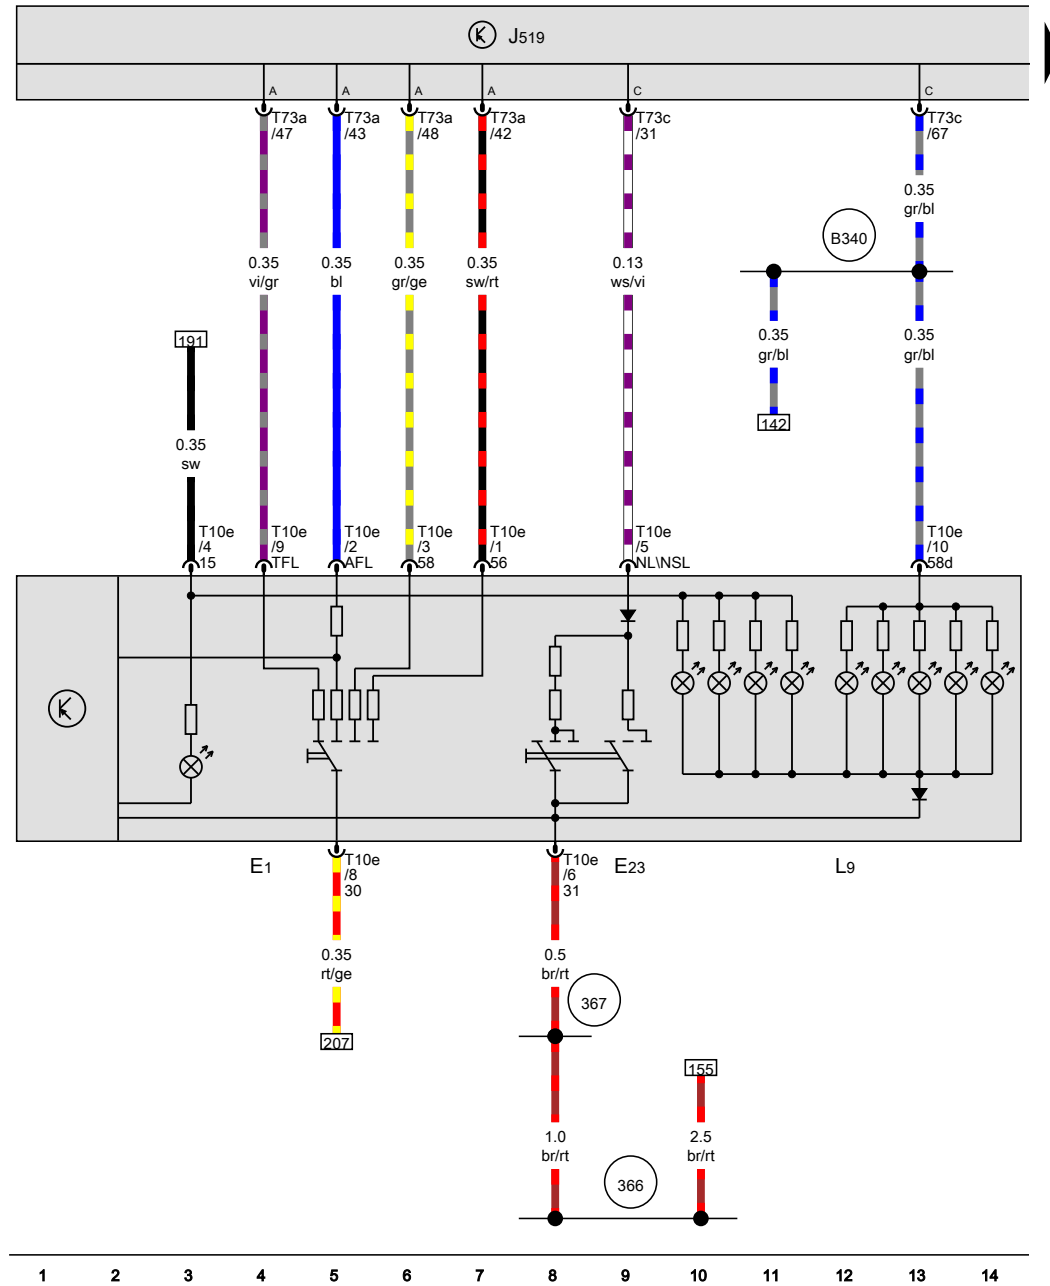 J519
A A A A C C
T73a T73a T73a T73a T73c T73c
/47 /43 /48 /42 /31 /67
0.35
gr/bl
B340
0.35 0.35 0.35 0.35 0.13
vi/gr bl gr/ge sw/rt ws/vi
191
0.35 0.35
gr/bl gr/bl
142
0.35
sw
T10e T10e T10e T10e T10e T10e T10e
/4 /9 /2 /3 /1 /5 /10
15 TFL AFL 58 56 NL\NSL 58d
E1 E23 L9
T10e T10e
/8 /6
30 31
0.35 0.5
rt/ge br/rt
367
207
155
1.0 2.5
br/rt br/rt
366
1 2 3 4 5 6 7 8 9 10 11 12 13 14